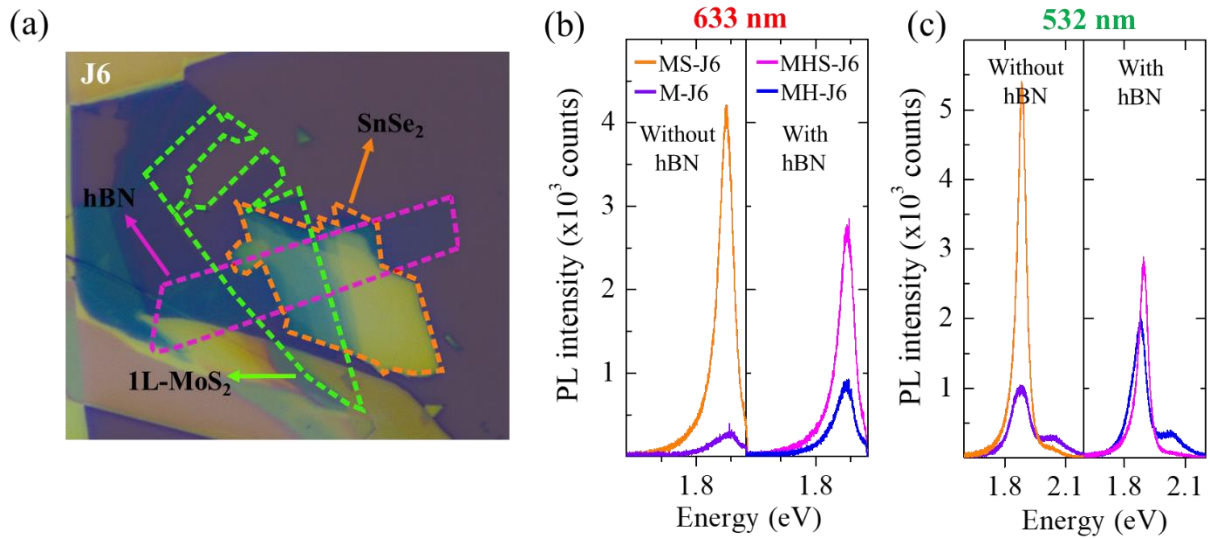 (a)
J6
SnSe₂
hBN
1L-MoS₂
(b)
633 nm
MS-J6
M-J6
MHS-J6
MH-J6
Without
hBN
With
hBN
PL intensity (x10³ counts)
4
3
2
1
1.8
1.8
Energy (eV)
(c)
532 nm
Without
hBN
With
hBN
PL intensity (x10³ counts)
5
4
3
2
1
1.8
2.1
1.8
2.1
Energy (eV)